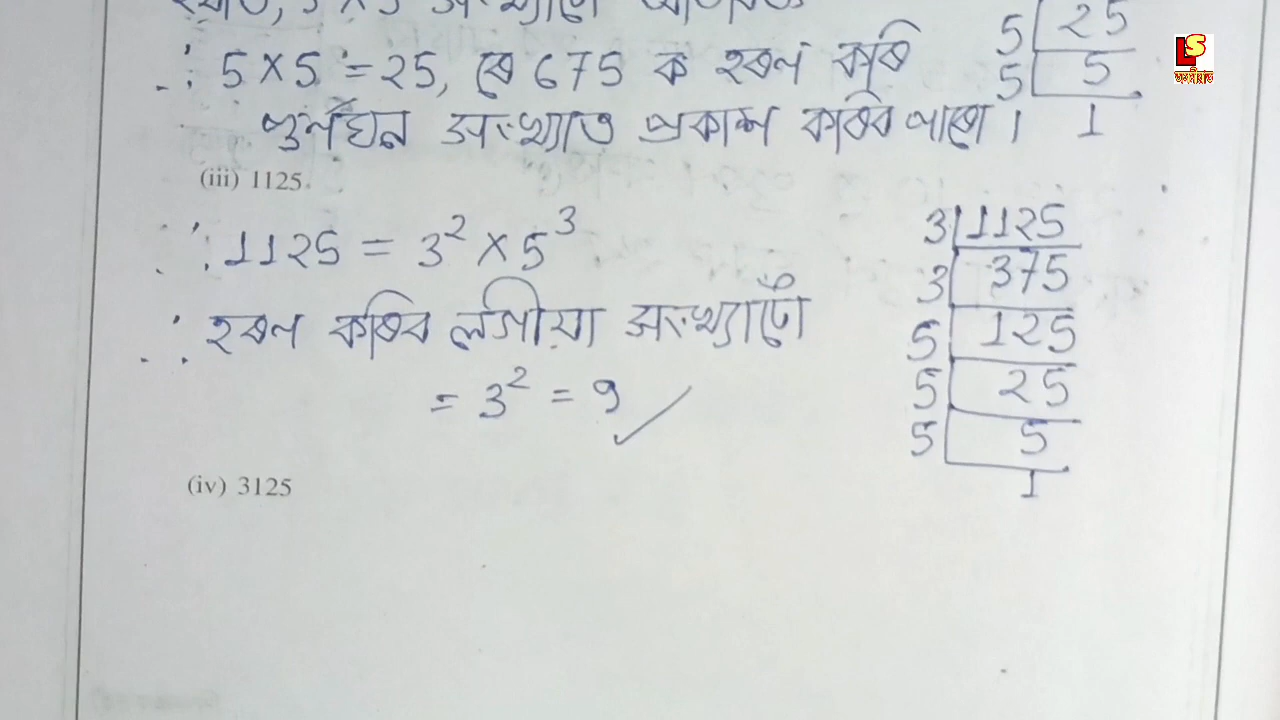 ∴ 5 × 5 = 25, ৰে 675 ক হৰণ কৰি
পুৰ্ণঘন সংখ্যাত প্ৰকাশ কৰিব পাৰো ।
5 | 25
5 | 5
1
(iii) 1125.
∴ 1125 = 3² × 5³
∴ হৰণ কৰিব লগীয়া সংখ্যাটো
= 3² = 9 ✓
3 | 1125
3 | 375
5 | 125
5 | 25
5 | 5
1
(iv) 3125
LS